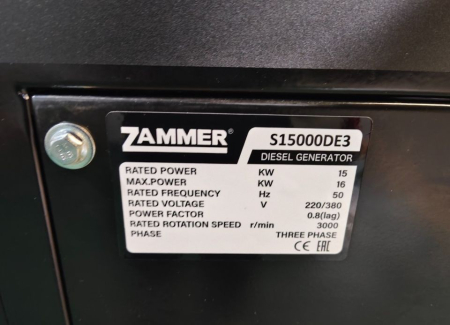 ZAMMER®
S15000DE3
DIESEL GENERATOR
RATED POWER KW 15
MAX.POWER KW 16
RATED FREQUENCY Hz 50
RATED VOLTAGE V 220/380
POWER FACTOR 0.8(lag)
RATED ROTATION SPEED r/min 3000
PHASE THREE PHASE
CE EAC